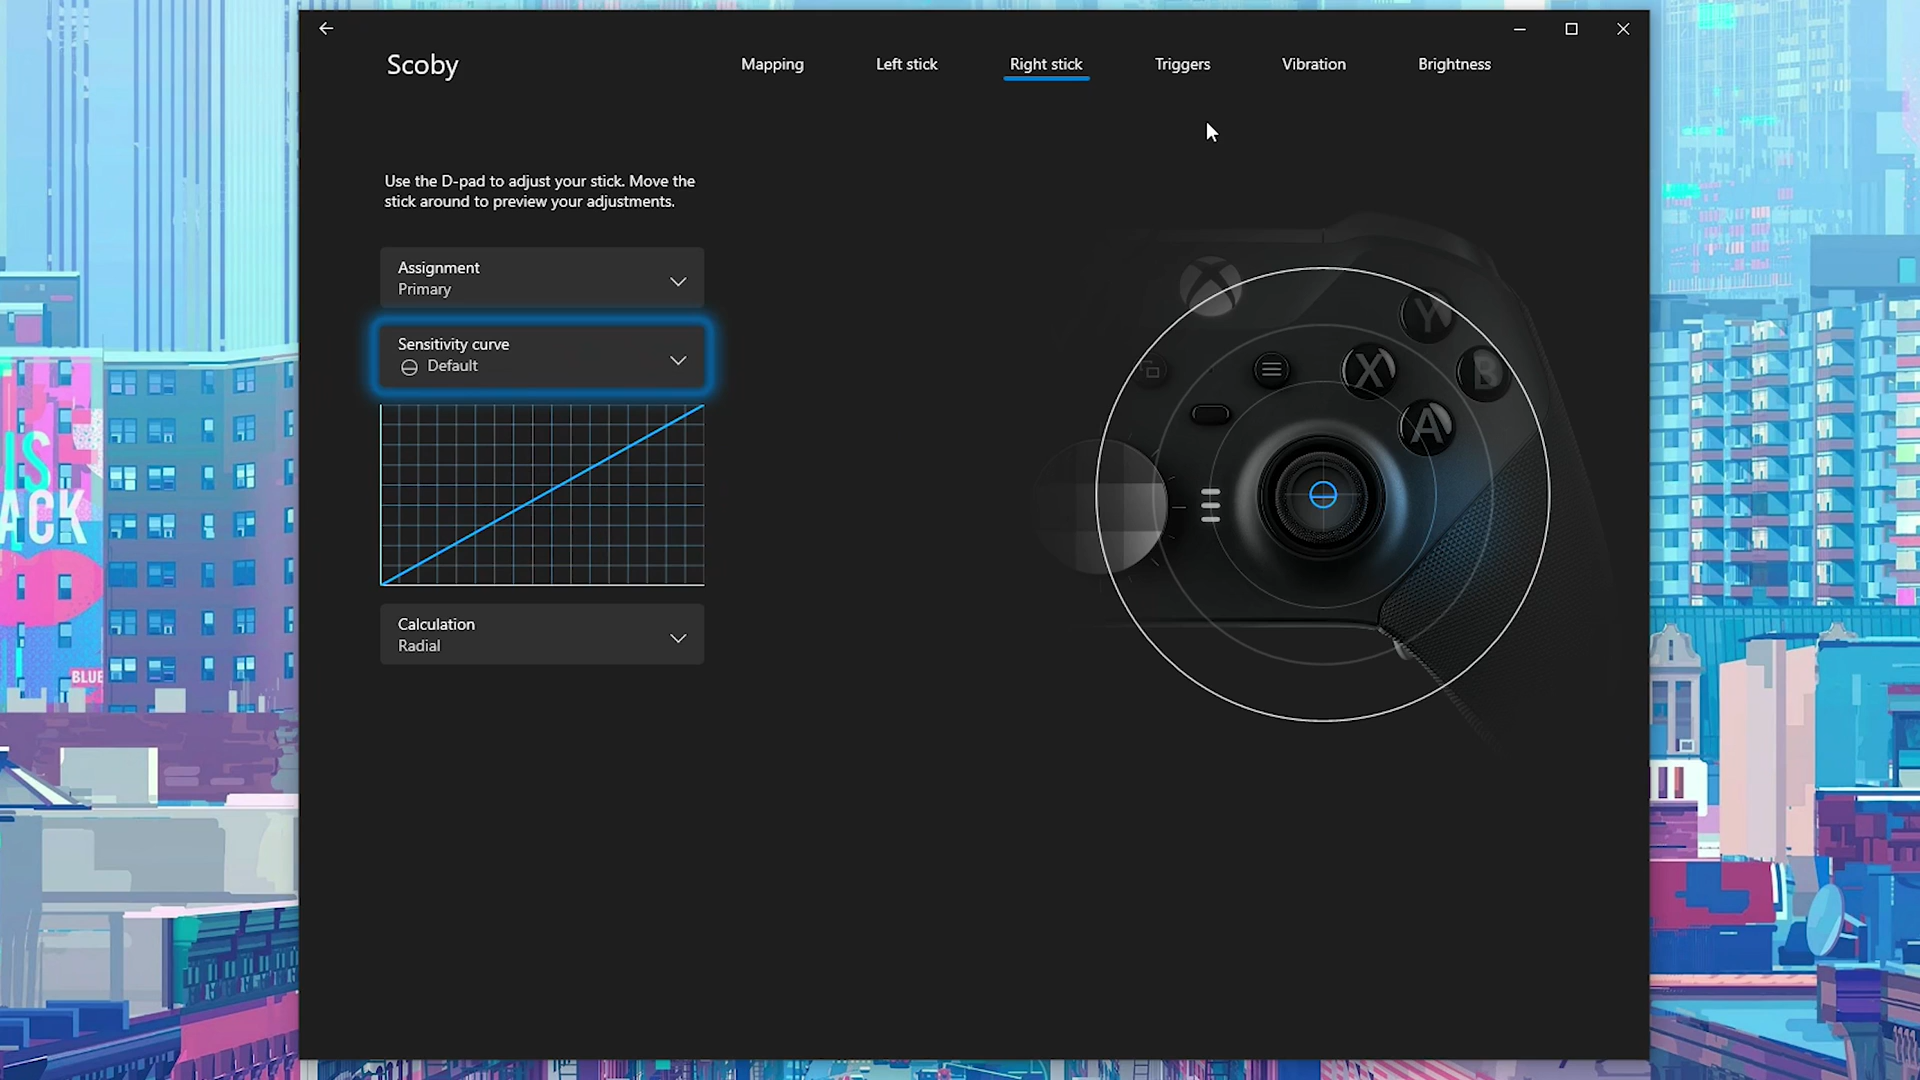 Scoby
Mapping
Left stick
Right stick
Triggers
Vibration
Brightness
Use the D-pad to adjust your stick. Move the
stick around to preview your adjustments.
Assignment
Primary
Sensitivity curve
Default
Calculation
Radial
Y
X
B
A
IS
ACK
BLUE